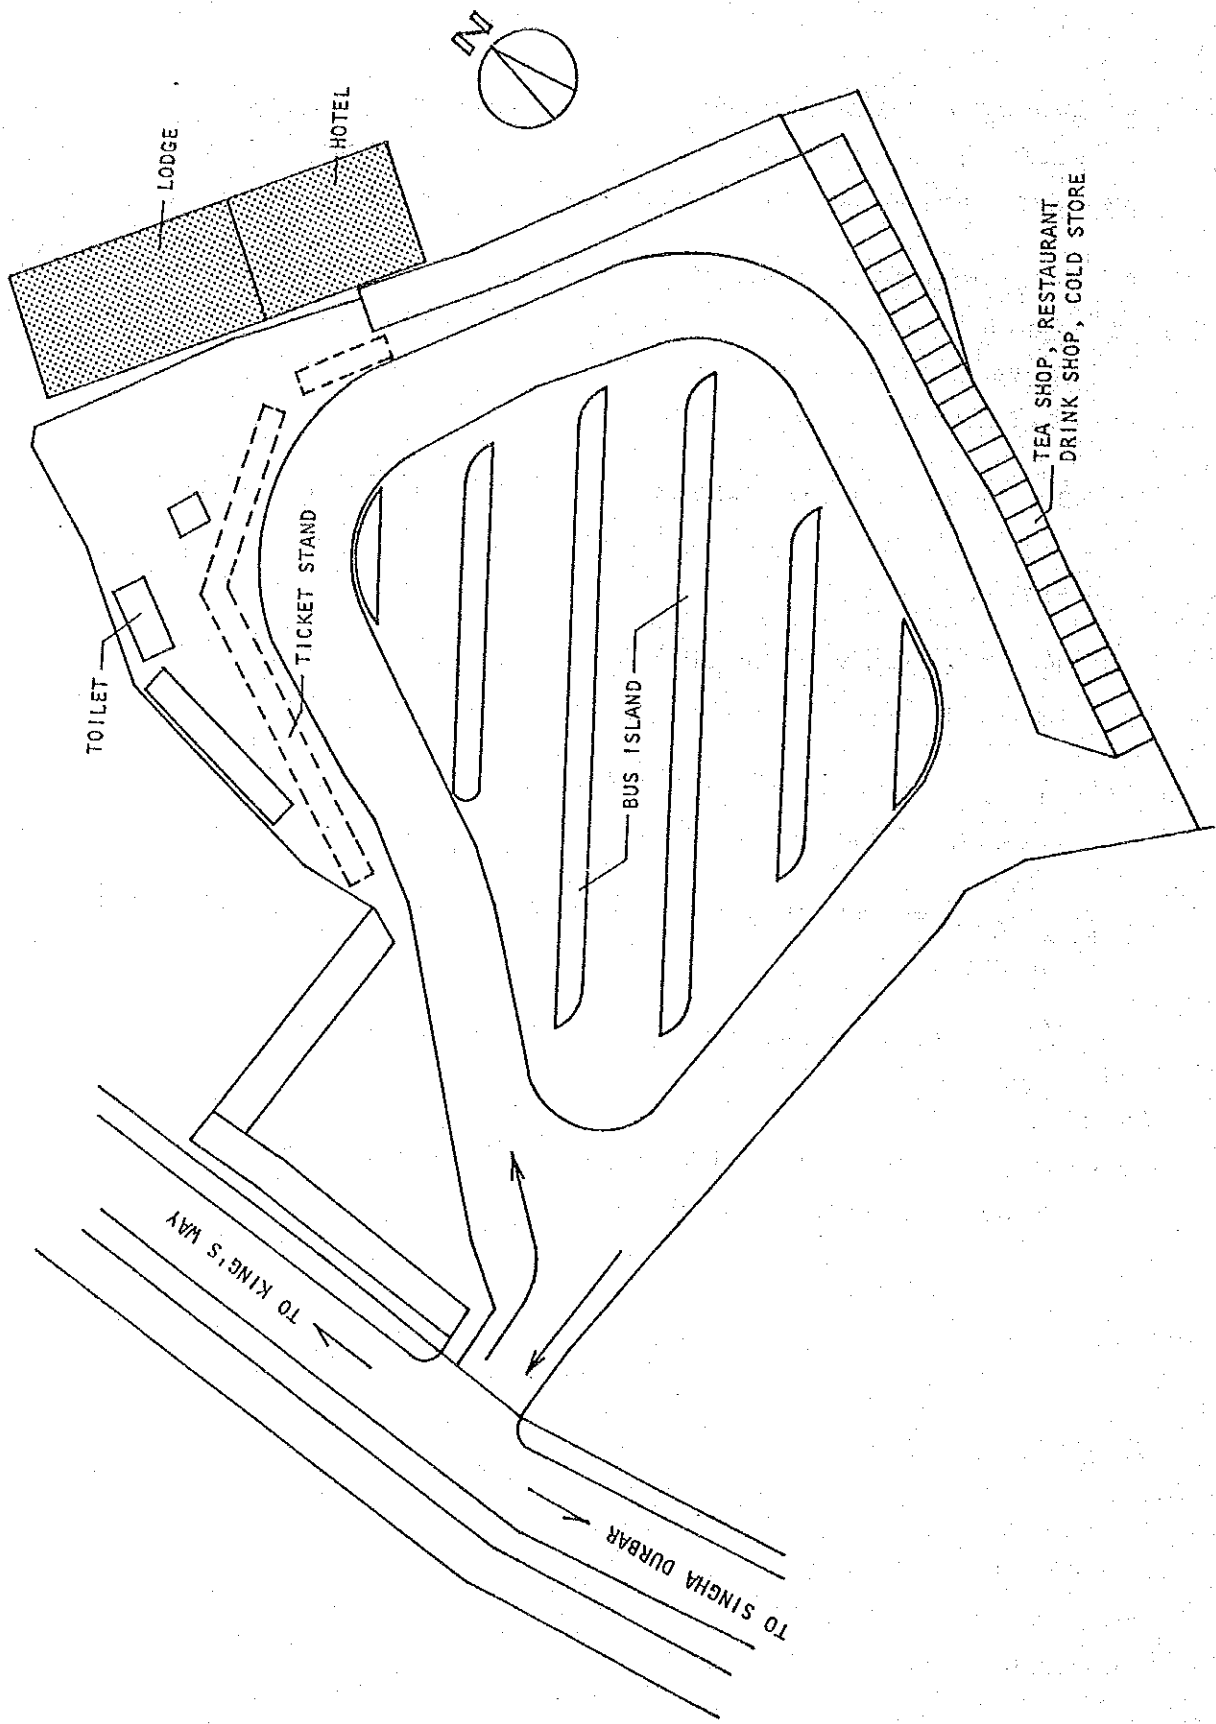 N
LODGE
HOTEL
TOILET
TICKET STAND
BUS ISLAND
TEA SHOP, RESTAURANT
DRINK SHOP, COLD STORE
TO KING'S WAY
TO SINGHA DURBAR